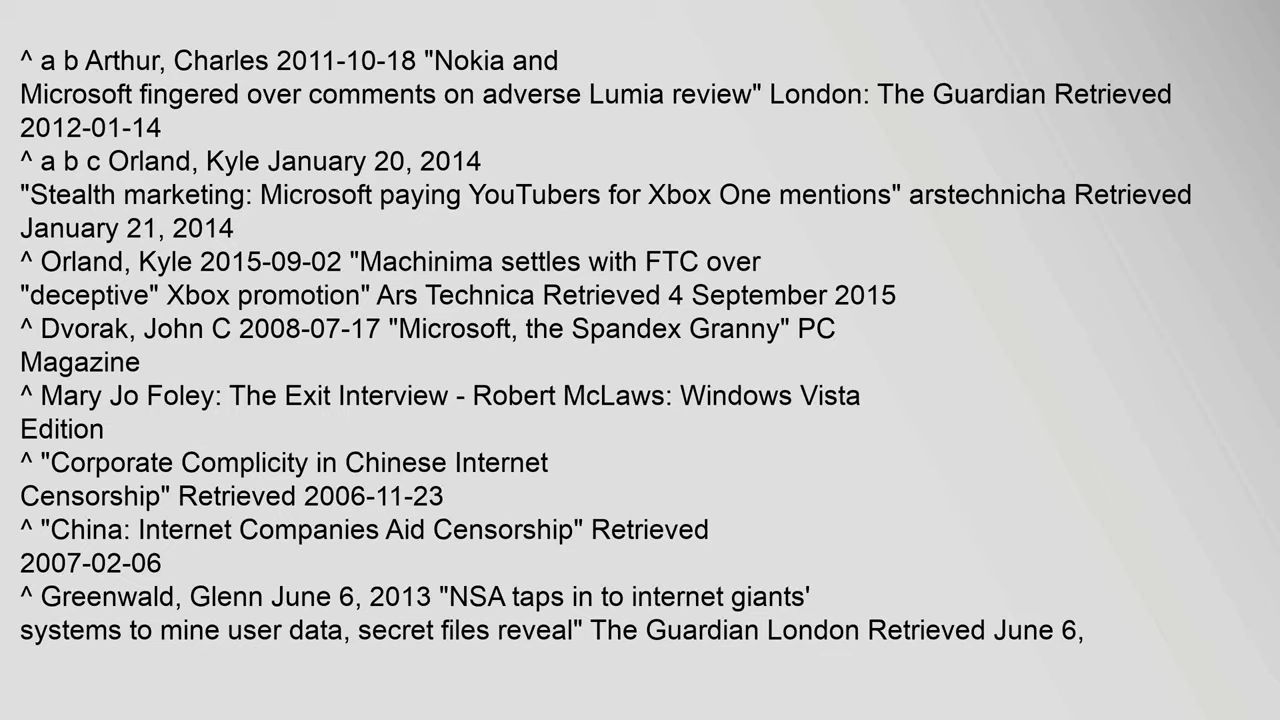 ^ a b Arthur, Charles 2011-10-18 "Nokia and
Microsoft fingered over comments on adverse Lumia review" London: The Guardian Retrieved
2012-01-14
^ a b c Orland, Kyle January 20, 2014
"Stealth marketing: Microsoft paying YouTubers for Xbox One mentions" arstechnicha Retrieved
January 21, 2014
^ Orland, Kyle 2015-09-02 "Machinima settles with FTC over
"deceptive" Xbox promotion" Ars Technica Retrieved 4 September 2015
^ Dvorak, John C 2008-07-17 "Microsoft, the Spandex Granny" PC
Magazine
^ Mary Jo Foley: The Exit Interview - Robert McLaws: Windows Vista
Edition
^ "Corporate Complicity in Chinese Internet
Censorship" Retrieved 2006-11-23
^ "China: Internet Companies Aid Censorship" Retrieved
2007-02-06
^ Greenwald, Glenn June 6, 2013 "NSA taps in to internet giants'
systems to mine user data, secret files reveal" The Guardian London Retrieved June 6,